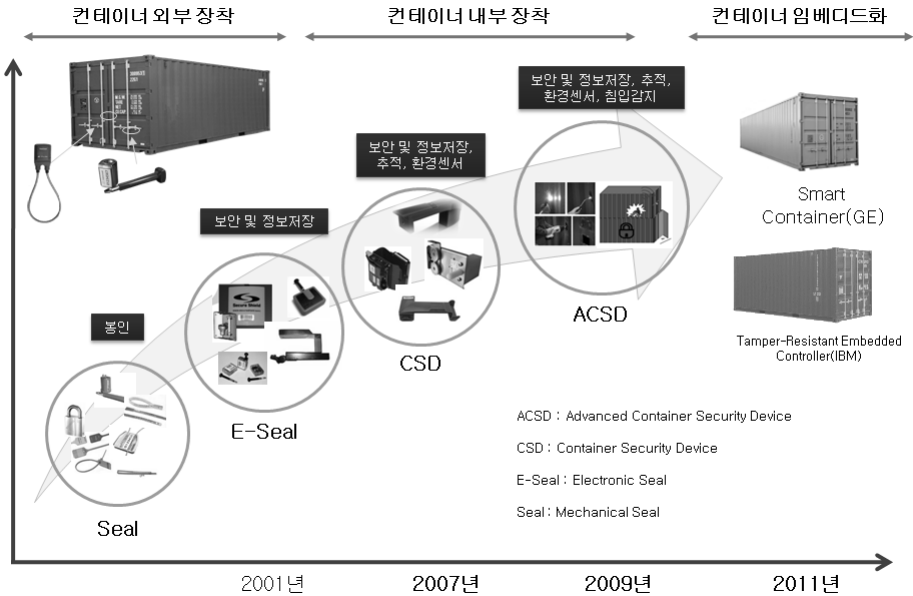 컨테이너 외부 장착
컨테이너 내부 장착
컨테이너 임베디드화
보안 및 정보저장, 추적,
환경센서, 침입감지
보안 및 정보저장,
추적, 환경센서
보안 및 정보저장
봉인
Smart
Container(GE)
Tamper-Resistant Embedded
Controller(IBM)
ACSD
CSD
E-Seal
Seal
ACSD : Advanced Container Security Device
CSD : Container Security Device
E-Seal : Electronic Seal
Seal : Mechanical Seal
2001년
2007년
2009년
2011년